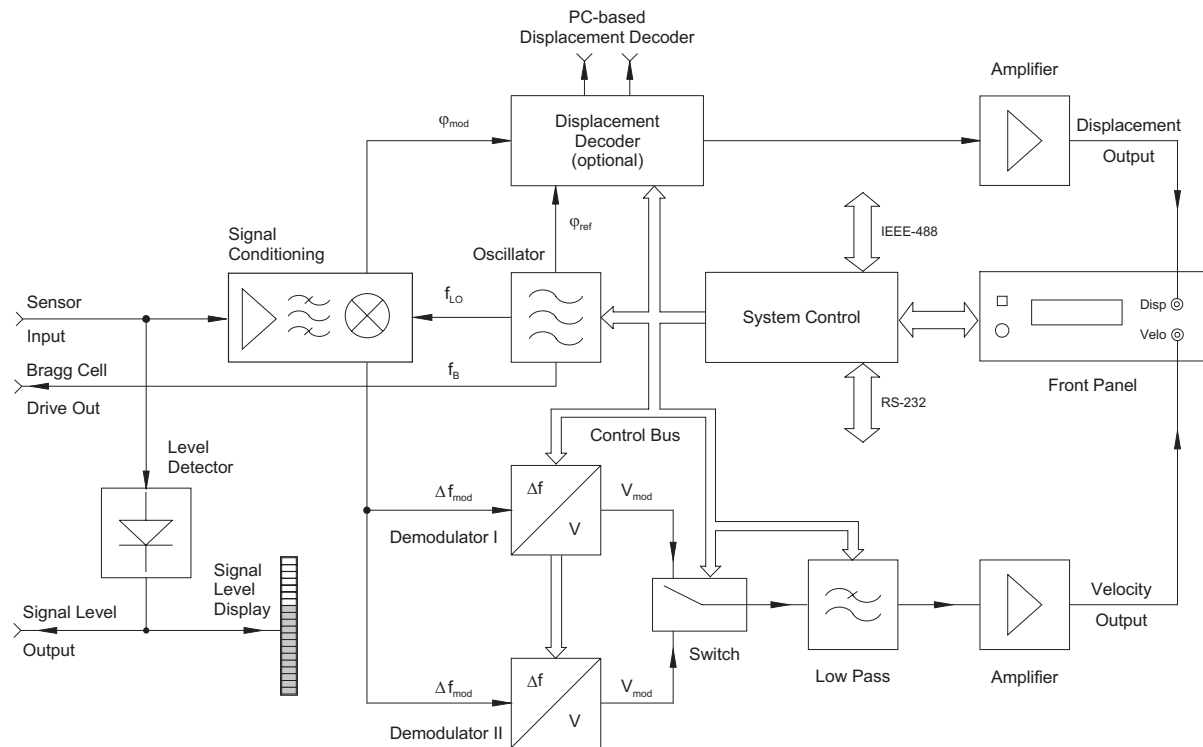 PC-based
Displacement Decoder
Amplifier
φmod
Displacement
Decoder
(optional)
Displacement
Output
φref
IEEE-488
Signal
Conditioning
Oscillator
Sensor
Input
fLO
System Control
Disp
Velo
Bragg Cell
Drive Out
fB
Front Panel
RS-232
Control Bus
Level
Detector
Δfmod
Δf
V
Vmod
Demodulator I
Signal
Level
Display
Signal Level
Output
Velocity
Output
Switch
Low Pass
Amplifier
Δfmod
Δf
V
Vmod
Demodulator II